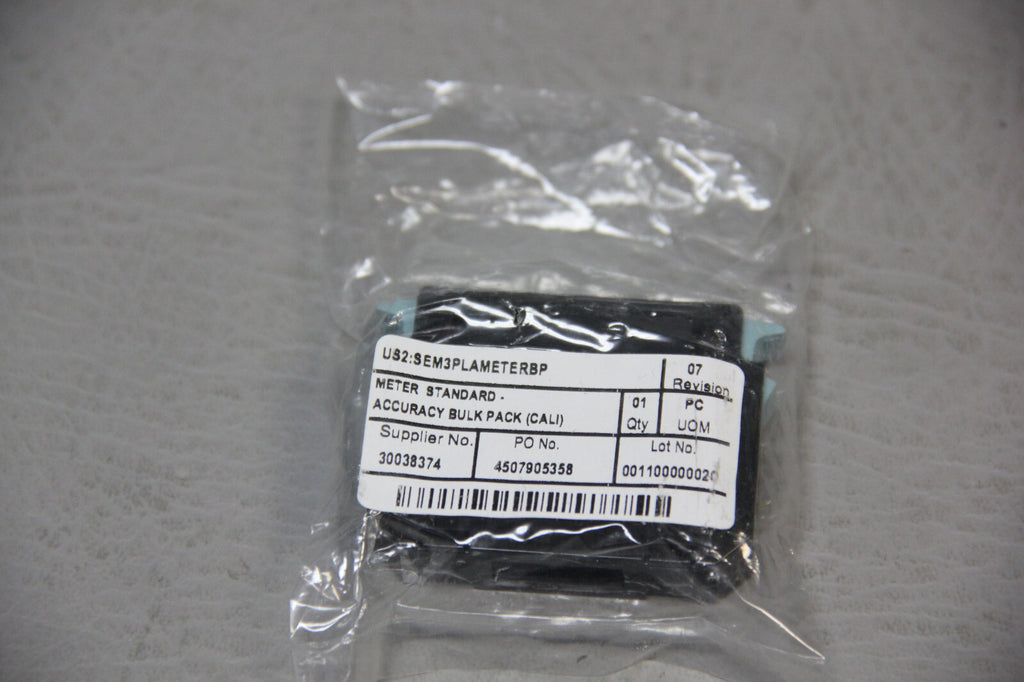 US2:SEM3PLAMETERBP
07
Revision
METER STANDARD -
ACCURACY BULK PACK (CALI)
01
Qty
PC
UOM
Supplier No.
30038374
PO No.
4507905358
Lot No.
001100000020